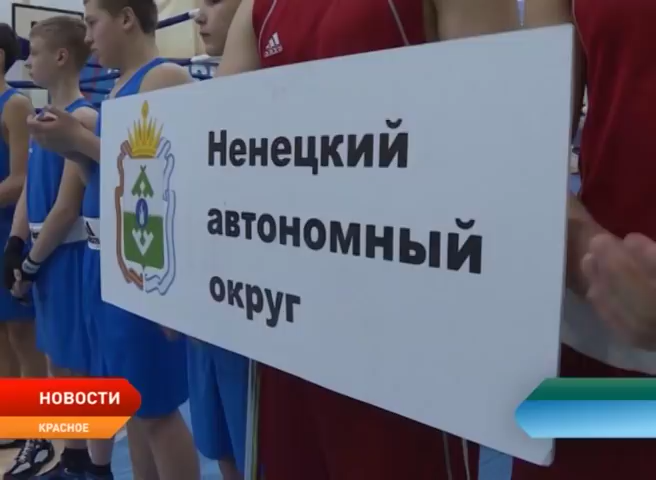 Ненецкий
автономный
округ
НОВОСТИ
КРАСНОЕ